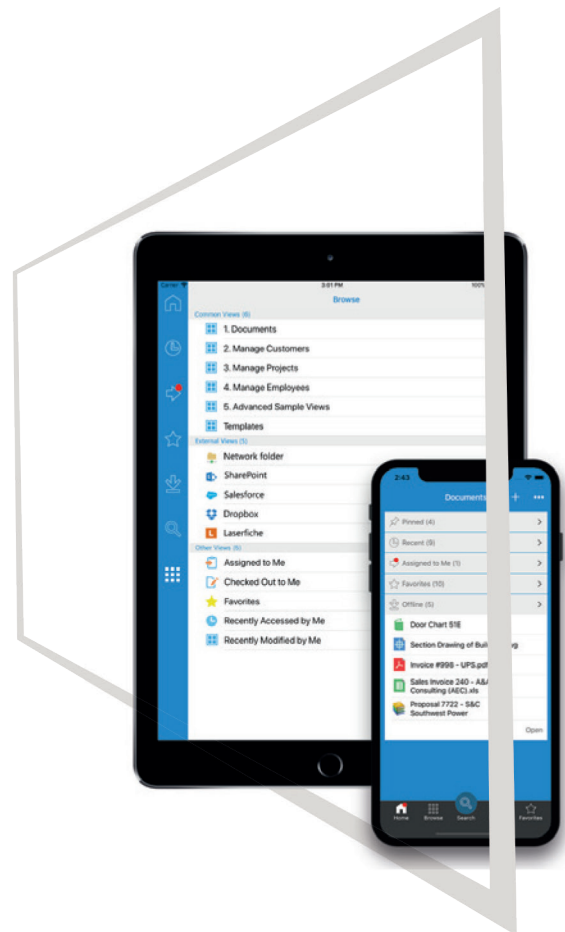 Carrier
3:01 PM
100%
Browse
Common Views (6)
1. Documents
2. Manage Customers
3. Manage Projects
4. Manage Employees
5. Advanced Sample Views
Templates
External Views (5)
Network folder
SharePoint
Salesforce
Dropbox
Laserfiche
Other Views (6)
Assigned to Me
Checked Out to Me
Favorites
Recently Accessed by Me
Recently Modified by Me
2:43
Documents
Pinned (4)
Recent (9)
Assigned to Me (1)
Favorites (10)
Offline (5)
Door Chart 51E
Section Drawing of
Invoice #998 - UPS.pdf
Sales Invoice 240 - A&A
Consulting (AEC).xls
Proposal 7722 - S&C
Southwest Power
Open
Home Browse Search Favorites